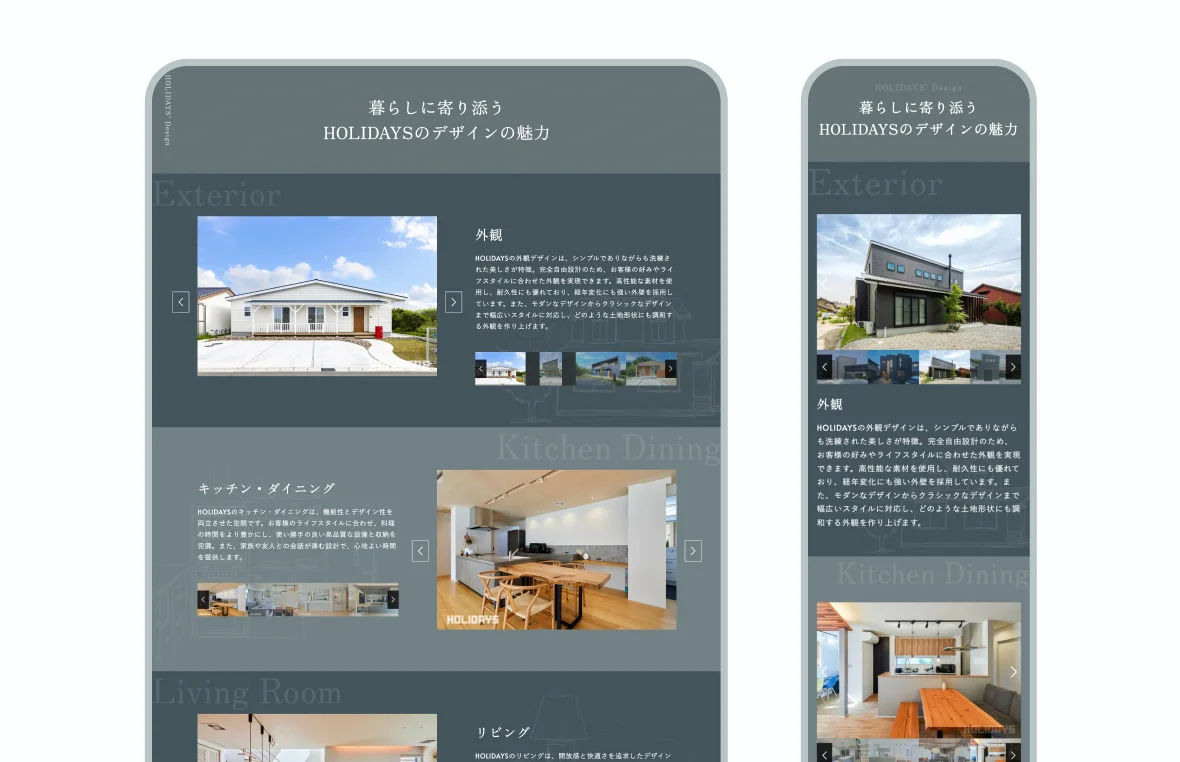 HOLIDAYS' Design
暮らしに寄り添う
HOLIDAYSのデザインの魅力
Exterior
外観
HOLIDAYSの外観デザインは、シンプルでありながらも洗練さ
れた美しさが特徴。完全自由設計のため、お客様の好みやライ
フスタイルに合わせた外観を実現できます。高性能な素材を使
用し、耐久性にも優れており、経年変化にも強い外壁を採用し
ています。また、モダンなデザインからクラシックなデザイン
まで幅広いスタイルに対応し、どのような土地形状にも調和す
る外観を作り上げます。
Kitchen Dining
キッチン・ダイニング
HOLIDAYSのキッチン・ダイニングは、機能性とデザイン性を
両立させた空間です。お客様のライフスタイルに合わせ、料理
の時間をより豊かにし、使い勝手の良い高品質な設備と収納を
完備。また、家族や友人との会話が弾む設計で、心地よい時間
を提供します。
HOLIDAYS
Living Room
リビング
HOLIDAYSのリビングは、開放感と快適さを追求したデザイン
HOLIDAYS' Design
暮らしに寄り添う
HOLIDAYSのデザインの魅力
Exterior
外観
HOLIDAYSの外観デザインは、シンプルでありながら
も洗練された美しさが特徴。完全自由設計のため、
お客様の好みやライフスタイルに合わせた外観を実現
できます。高性能な素材を使用し、耐久性にも優れて
おり、経年変化にも強い外壁を採用しています。ま
た、モダンなデザインからクラシックなデザインまで
幅広いスタイルに対応し、どのような土地形状にも調
和する外観を作り上げます。
Kitchen Dining
HOLIDAYS